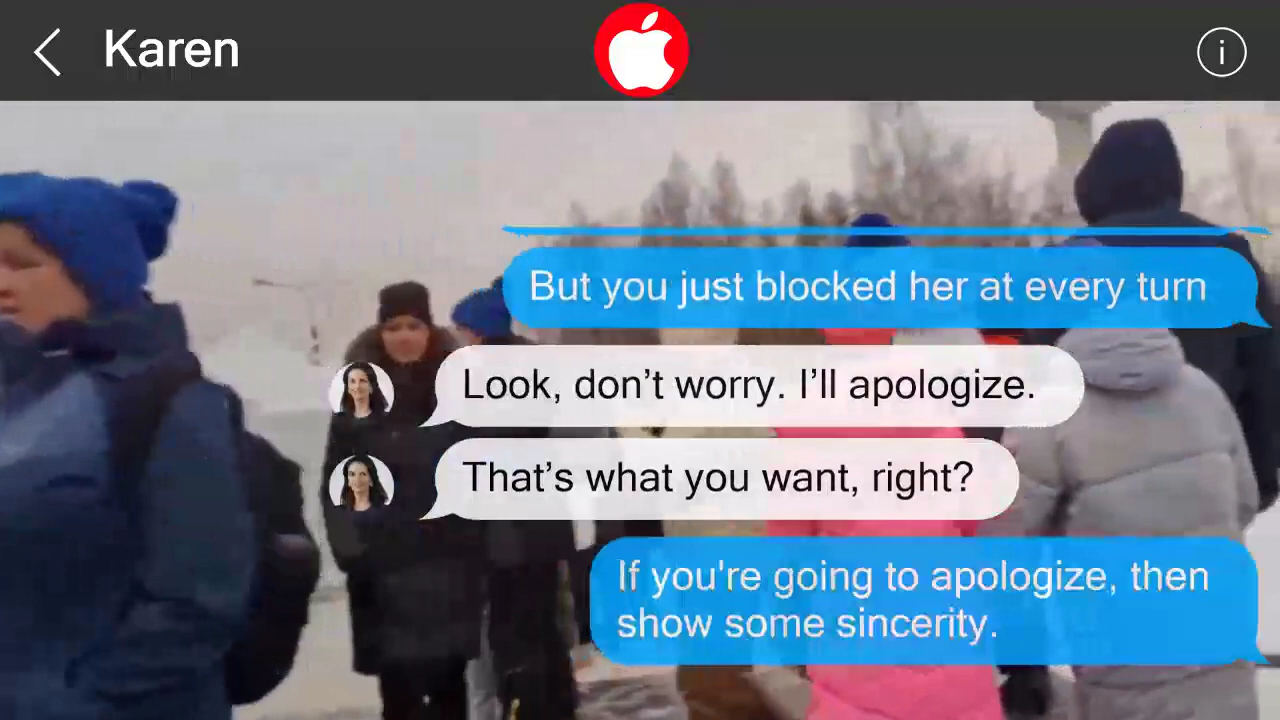 Karen
i
But you just blocked her at every turn
Look, don’t worry. I’ll apologize.
That’s what you want, right?
If you're going to apologize, then
show some sincerity.